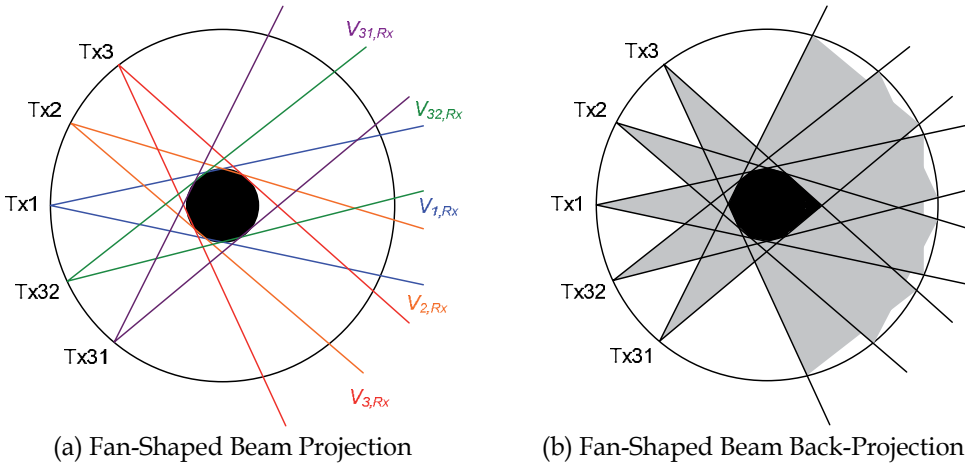 V31,Rx
Tx3
V32,Rx
Tx2
Tx1
V1,Rx
Tx32
V2,Rx
Tx31
V3,Rx
(a) Fan-Shaped Beam Projection
Tx3
Tx2
Tx1
Tx32
Tx31
(b) Fan-Shaped Beam Back-Projection